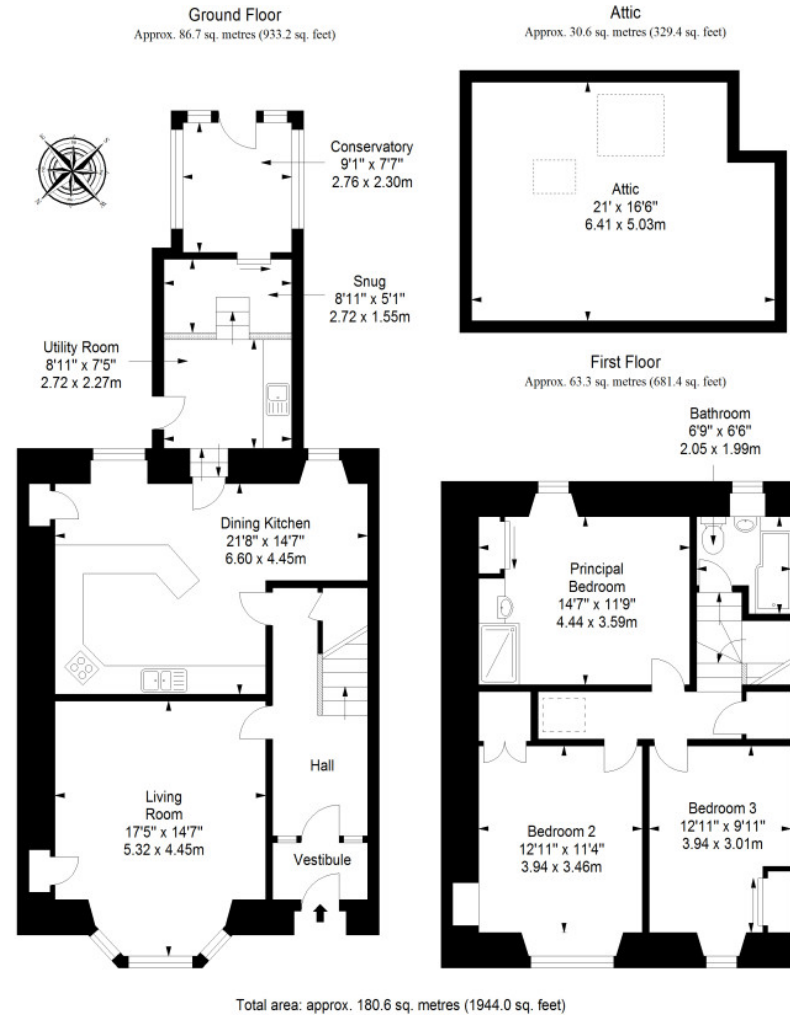 Ground Floor
Approx. 86.7 sq. metres (933.2 sq. feet)
Attic
Approx. 30.6 sq. metres (329.4 sq. feet)
Conservatory
9'1" x 7'7"
2.76 x 2.30m
Attic
21' x 16'6"
6.41 x 5.03m
Snug
8'11" x 5'1"
2.72 x 1.55m
Utility Room
8'11" x 7'5"
2.72 x 2.27m
First Floor
Approx. 63.3 sq. metres (681.4 sq. feet)
Bathroom
6'9" x 6'6"
2.05 x 1.99m
Dining Kitchen
21'8" x 14'7"
6.60 x 4.45m
Principal
Bedroom
14'7" x 11'9"
4.44 x 3.59m
Hall
Living
Room
17'5" x 14'7"
5.32 x 4.45m
Vestibule
Bedroom 2
12'11" x 11'4"
3.94 x 3.46m
Bedroom 3
12'11" x 9'11"
3.94 x 3.01m
Total area: approx. 180.6 sq. metres (1944.0 sq. feet)